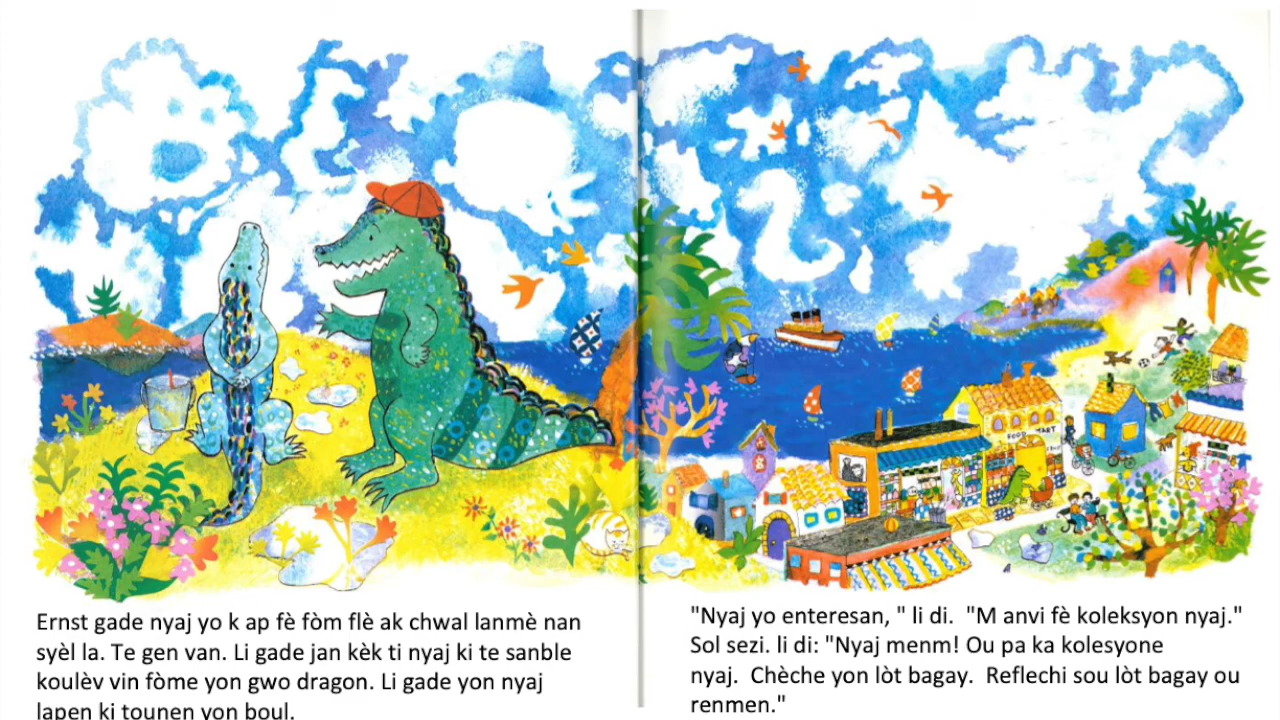 FOOD MART
Ernst gade nyaj yo k ap fè fòm flè ak chwal lanmè nan
syèl la. Te gen van. Li gade jan kèk ti nyaj ki te sanble
koulèv vin fòme yon gwo dragon. Li gade yon nyaj
lapen ki tounen yon boul.
"Nyaj yo enteresan, " li di.  "M anvi fè koleksyon nyaj."
Sol sezi. li di: "Nyaj menm! Ou pa ka kolesyone
nyaj.  Chèche yon lòt bagay.  Reflechi sou lòt bagay ou
renmen."